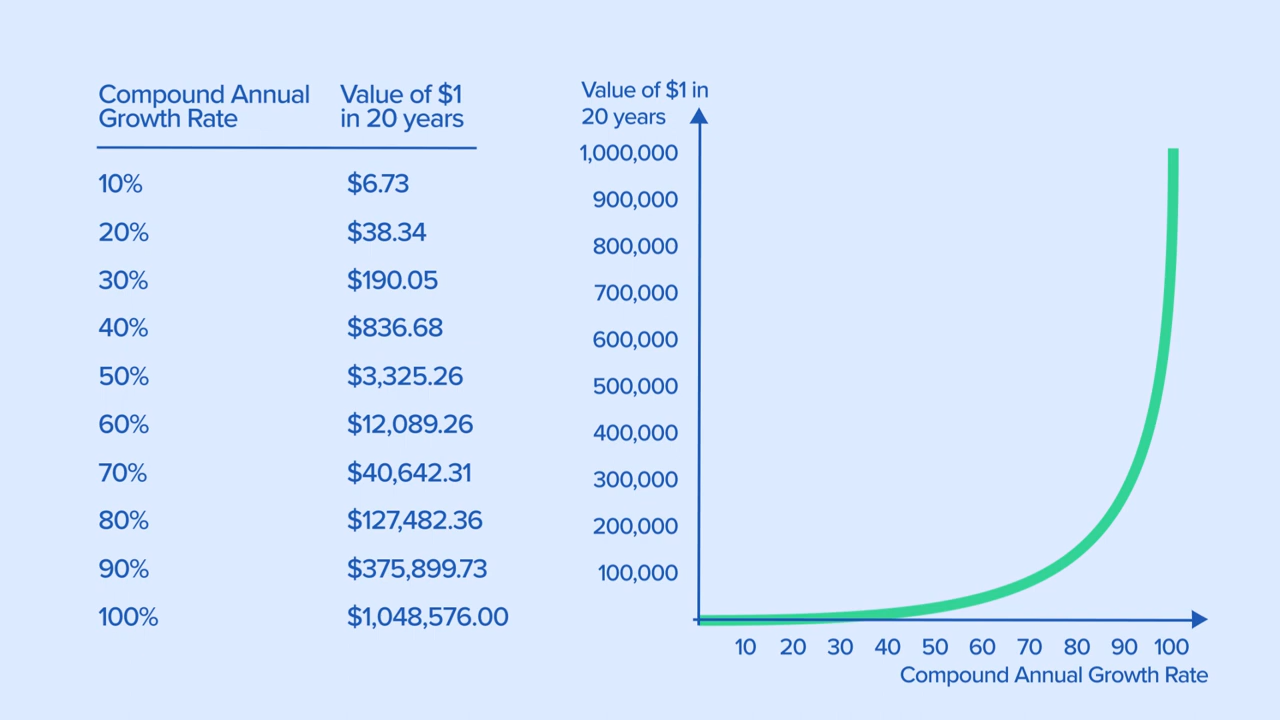 Compound Annual
Growth Rate
Value of $1
in 20 years
10% $6.73
20% $38.34
30% $190.05
40% $836.68
50% $3,325.26
60% $12,089.26
70% $40,642.31
80% $127,482.36
90% $375,899.73
100% $1,048,576.00
Value of $1 in
20 years
1,000,000
900,000
800,000
700,000
600,000
500,000
400,000
300,000
200,000
100,000
10 20 30 40 50 60 70 80 90 100
Compound Annual Growth Rate